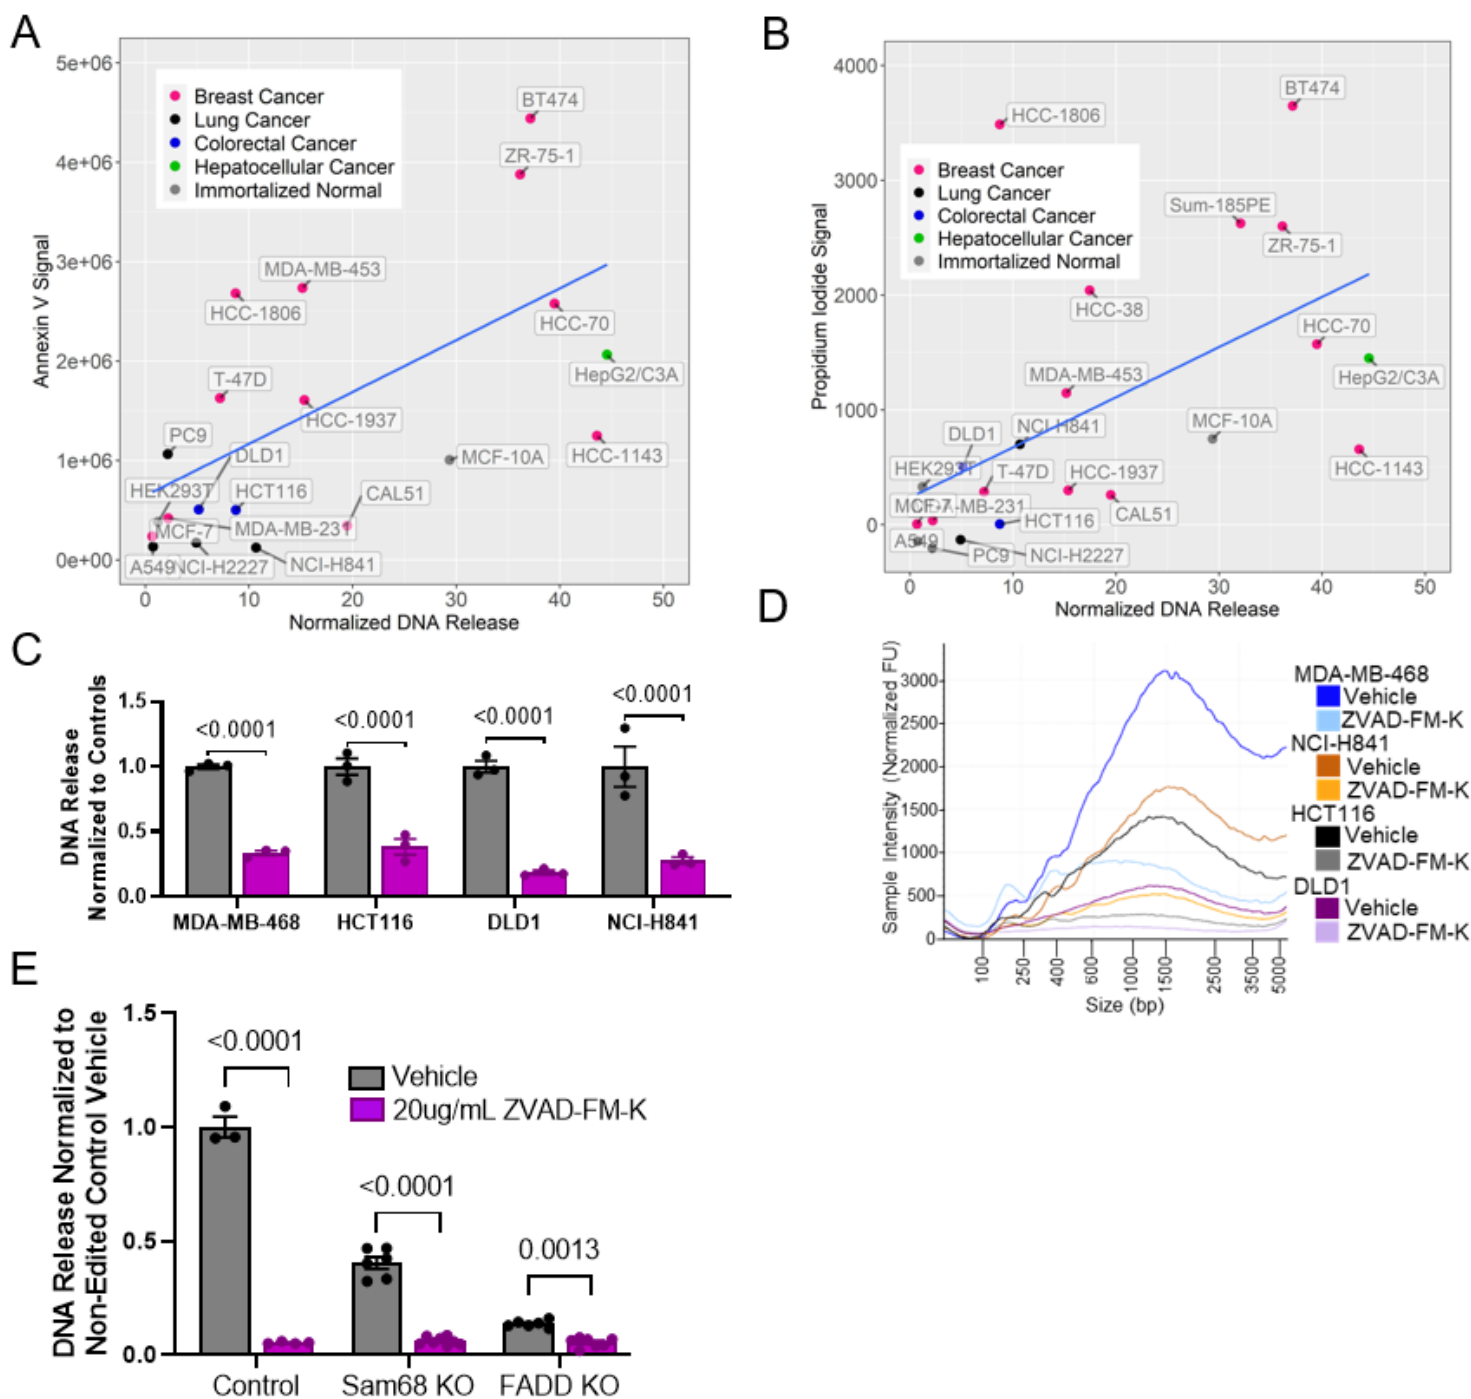 A
5e+06
4e+06
3e+06
2e+06
1e+06
0e+00
Annexin V Signal
Breast Cancer
Lung Cancer
Colorectal Cancer
Hepatocellular Cancer
Immortalized Normal
BT474
ZR-75-1
MDA-MB-453
HCC-1806
HCC-70
HepG2/C3A
T-47D
HCC-1937
PC9
DLD1
MCF-10A
HCC-1143
HEK293T
HCT116
CAL51
MCF-7
MDA-MB-231
A549
NCI-H2227
NCI-H841
0 10 20 30 40 50
Normalized DNA Release
B
4000
3000
2000
1000
0
Propidium Iodide Signal
BT474
HCC-1806
Breast Cancer
Lung Cancer
Colorectal Cancer
Hepatocellular Cancer
Immortalized Normal
Sum-185PE
ZR-75-1
HCC-38
HCC-70
MDA-MB-453
HepG2/C3A
NCI-H841
MCF-10A
DLD1
HEK293T
T-47D
HCC-1937
HCC-1143
MCF-7
A-MB-231
HCT116
CAL51
A549
PC9
NCI-H2227
0 10 20 30 40 50
Normalized DNA Release
C
DNA Release
Normalized to Controls
1.5
1.0
0.5
0.0
<0.0001
<0.0001
<0.0001
<0.0001
MDA-MB-468 HCT116 DLD1 NCI-H841
D
Sample Intensity (Normalized FU)
3000
2500
2000
1500
1000
500
0
100 250 400 600 1000 1500 2500 3500 5000
Size (bp)
MDA-MB-468
Vehicle
ZVAD-FM-K
NCI-H841
Vehicle
ZVAD-FM-K
HCT116
Vehicle
ZVAD-FM-K
DLD1
Vehicle
ZVAD-FM-K
E
DNA Release Normalized to
Non-Edited Control Vehicle
1.5
1.0
0.5
0.0
<0.0001
<0.0001
0.0013
Vehicle
20ug/mL ZVAD-FM-K
Control Sam68 KO FADD KO